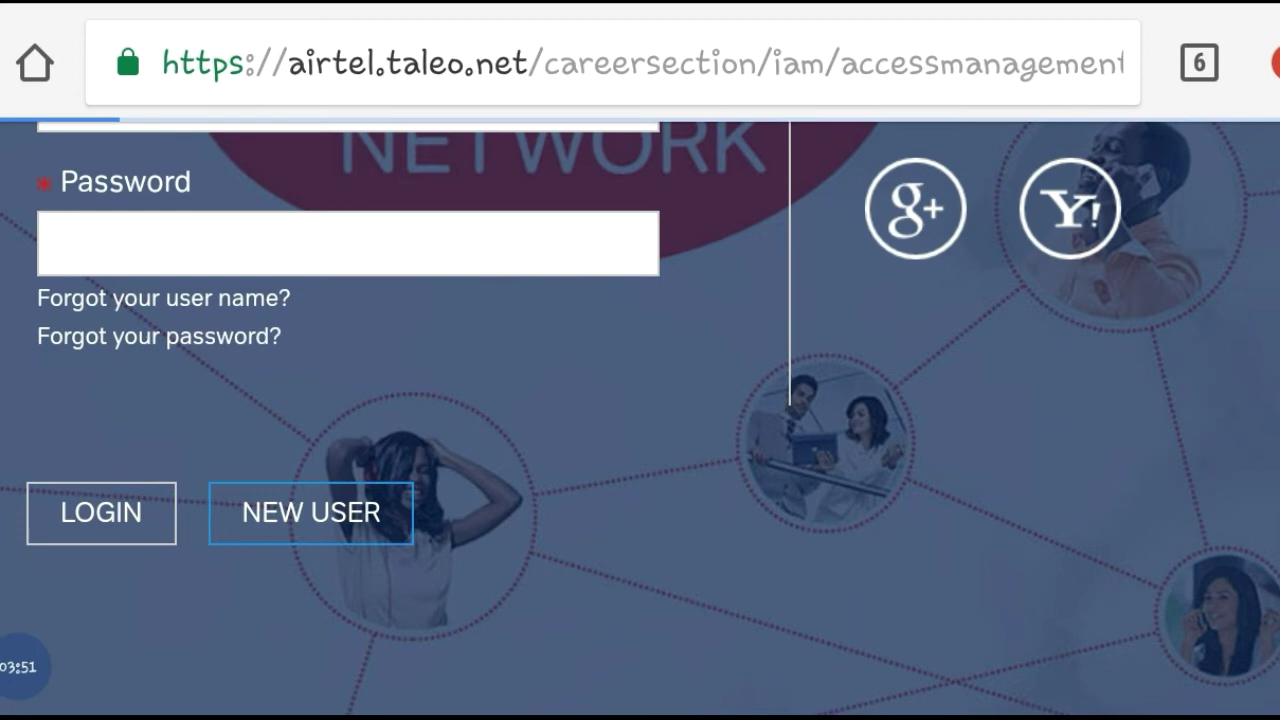 https://airtel.taleo.net/careersection/iam/accessmanagement
6
NETWORK
* Password
g+
Y!
Forgot your user name?
Forgot your password?
LOGIN
NEW USER
03:51